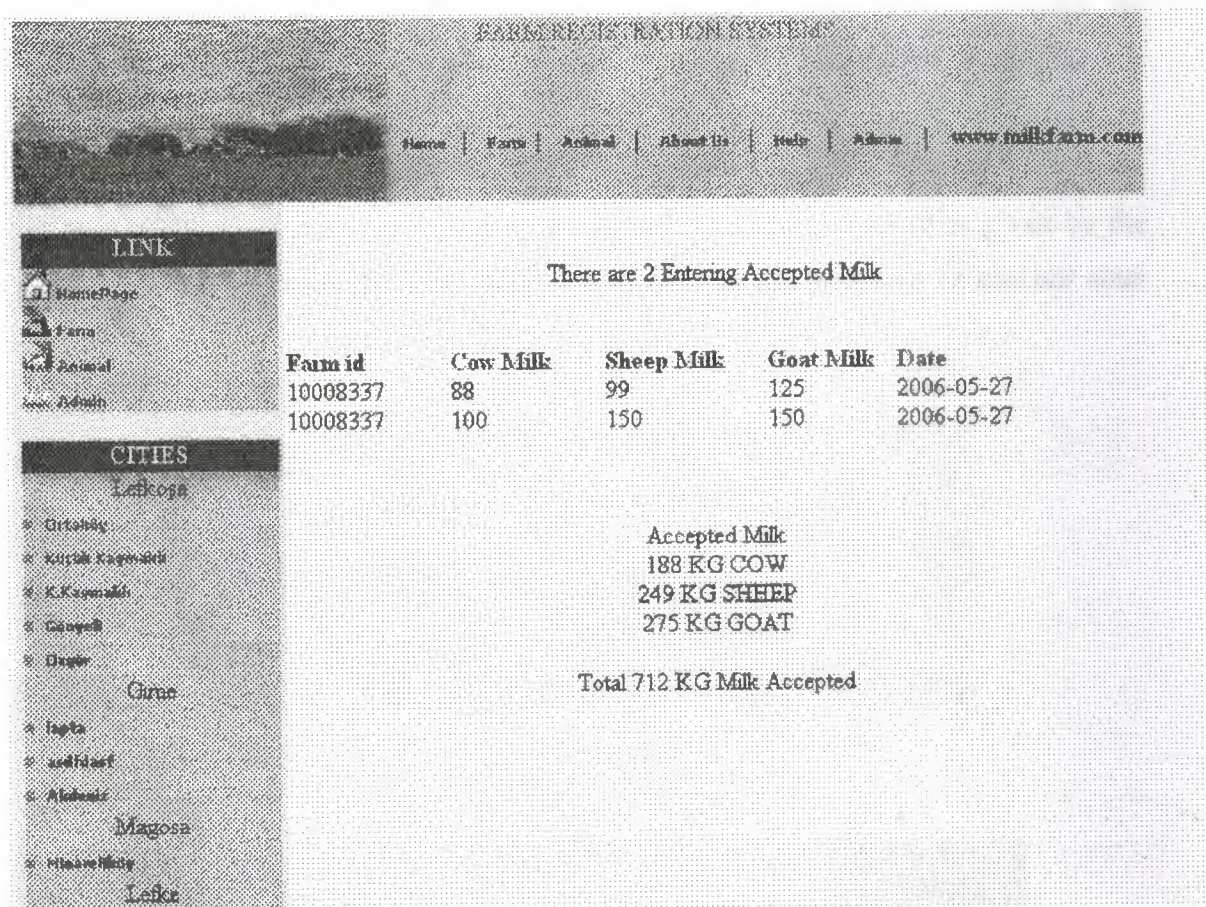 FARM REGISTRATION SYSTEMS
Home | Farm | Animal | About Us | Help | Admin | www.milkfarm.com
LINK
HomePage
Farm
Animal
Admin
There are 2 Entering Accepted Milk
Farm id Cow Milk Sheep Milk Goat Milk Date
10008337 88 99 125 2006-05-27
10008337 100 150 150 2006-05-27
CITIES
Lefkoşa
Ortaköy
Küçük Kaymaklı
K.Kaymaklı
Gönyeli
Özgür
Girne
lapta
asdfdasf
Akdeniz
Magosa
Lefke
Accepted Milk
188 KG COW
249 KG SHEEP
275 KG GOAT
Total 712 KG Milk Accepted